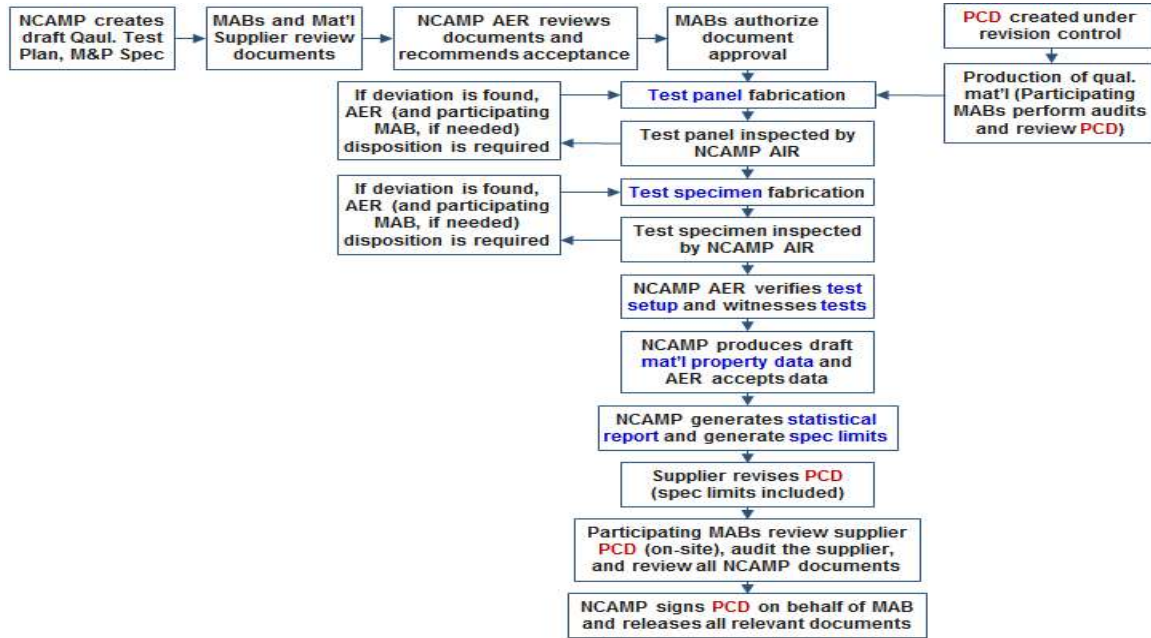 NCAMP creates
draft Qaul. Test
Plan, M&P Spec
MABs and Mat'l
Supplier review
documents
NCAMP AER reviews
documents and
recommends acceptance
MABs authorize
document
approval
PCD created under
revision control
Production of qual.
mat'l (Participating
MABs perform audits
and review PCD)
If deviation is found,
AER (and participating
MAB, if needed)
disposition is required
Test panel fabrication
Test panel inspected by
NCAMP AIR
If deviation is found,
AER (and participating
MAB, if needed)
disposition is required
Test specimen fabrication
Test specimen inspected
by NCAMP AIR
NCAMP AER verifies test
setup and witnesses tests
NCAMP produces draft
mat'l property data and
AER accepts data
NCAMP generates statistical
report and generate spec limits
Supplier revises PCD
(spec limits included)
Participating MABs review supplier
PCD (on-site), audit the supplier,
and review all NCAMP documents
NCAMP signs PCD on behalf of MAB
and releases all relevant documents